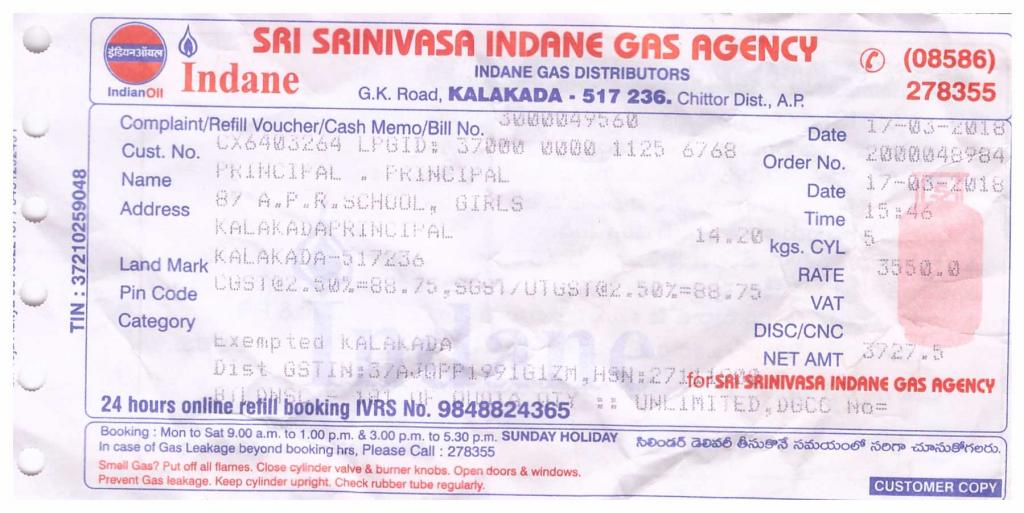 SRI SRINIVASA INDANE GAS AGENCY
इंडियनऑयल
IndianOil
Indane
INDANE GAS DISTRIBUTORS
G.K. Road, KALAKADA - 517 236. Chittor Dist., A.P.
(08586)
278355
Complaint/Refill Voucher/Cash Memo/Bill No. 3000049560 Date 17-03-2018
Cust. No. CX6403264 LPGID: 37000 0000 1125 6768 Order No. 2000048984
Name PRINCIPAL . PRINCIPAL Date 17-03-2018
Address 87 A.P.R.SCHOOL, GIRLS Time 15:46
KALAKADAPRINCIPAL 14.20 kgs. CYL 5
Land Mark KALAKADA-517236 RATE 3550.0
Pin Code CGST@2.50%=88.75,SGST/UTGST@2.50%=88.75 VAT
Category DISC/CNC
Exempted KALAKADA NET AMT 3727.5
Dist GSTIN: for SRI SRINIVASA INDANE GAS AGENCY
QTY :: UNLIMITED,DGCC No=
24 hours online refill booking IVRS No. 9848824365
TIN : 37210259048
Booking : Mon to Sat 9.00 a.m. to 1.00 p.m. & 3.00 p.m. to 5.30 p.m. SUNDAY HOLIDAY
In case of Gas Leakage beyond booking hrs, Please Call : 278355
సిలిండర్ డెలివరీ తీసుకొనే సమయంలో సరిగా చూసుకోగలరు.
Smell Gas? Put off all flames. Close cylinder valve & burner knobs. Open doors & windows.
Prevent Gas leakage. Keep cylinder upright. Check rubber tube regularly.
CUSTOMER COPY